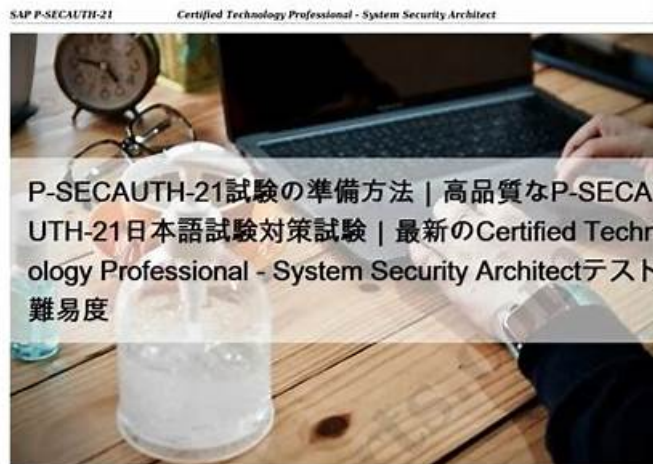 SAP P-SECAUTH-21 Certified Technology Professional - System Security Architect
P-SECAUTH-21試験の準備方法 | 高品質なP-SECA
UTH-21日本語試験対策試験 | 最新のCertified Techn
ology Professional - System Security Architectテスト
難易度